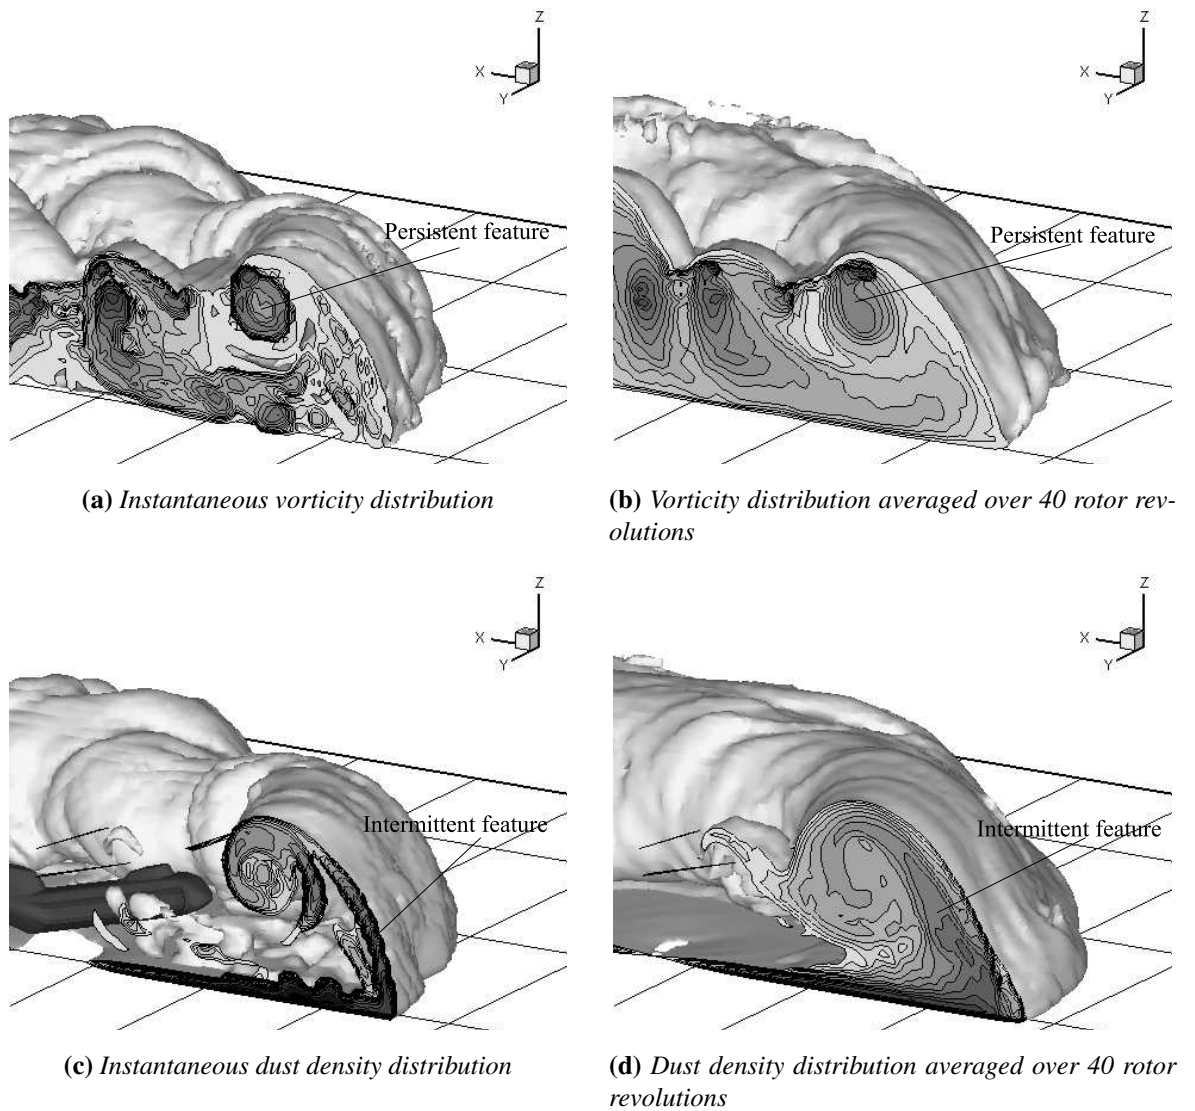 Z
X
Y
Persistent feature
(a) Instantaneous vorticity distribution
Z
X
Y
Persistent feature
(b) Vorticity distribution averaged over 40 rotor rev-
olutions
Z
X
Y
Intermittent feature
(c) Instantaneous dust density distribution
Z
X
Y
Intermittent feature
(d) Dust density distribution averaged over 40 rotor
revolutions